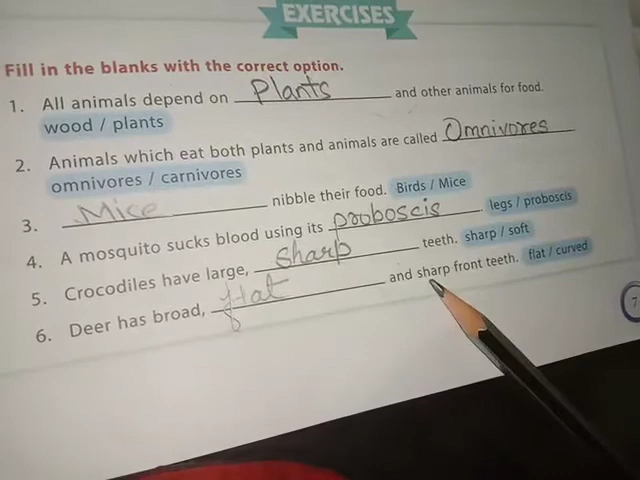 EXERCISES
Fill in the blanks with the correct option.
1. All animals depend on Plants and other animals for food.
wood / plants
2. Animals which eat both plants and animals are called Omnivores
omnivores / carnivores
3. Mice nibble their food. Birds / Mice
4. A mosquito sucks blood using its proboscis. legs / proboscis
5. Crocodiles have large, sharp teeth. sharp / soft
6. Deer has broad, flat and sharp front teeth. flat / curved
7